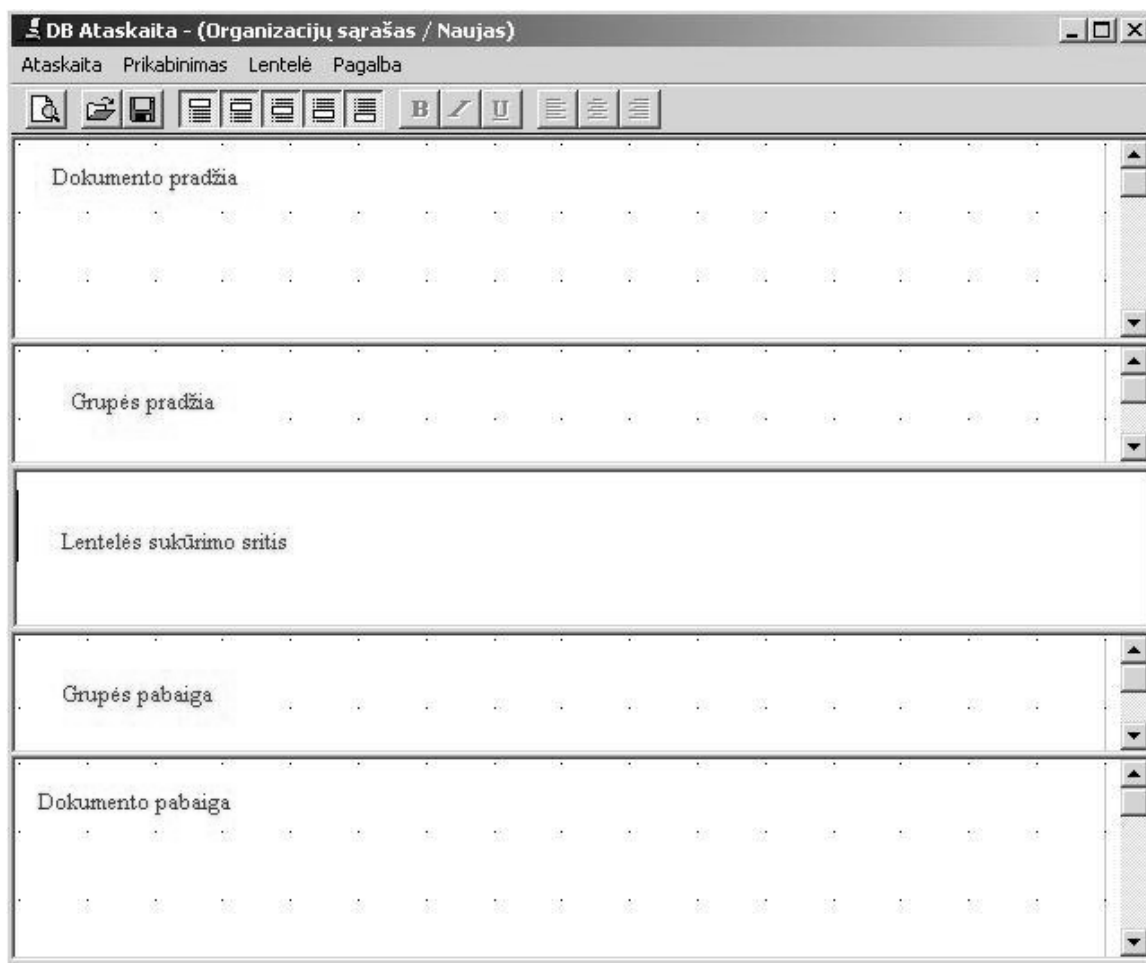 DB Ataskaita - (Organizacijų sąrašas / Naujas)
Ataskaita Prikabinimas Lentelė Pagalba
B I U
Dokumento pradžia
Grupės pradžia
Lentelės sukūrimo sritis
Grupės pabaiga
Dokumento pabaiga